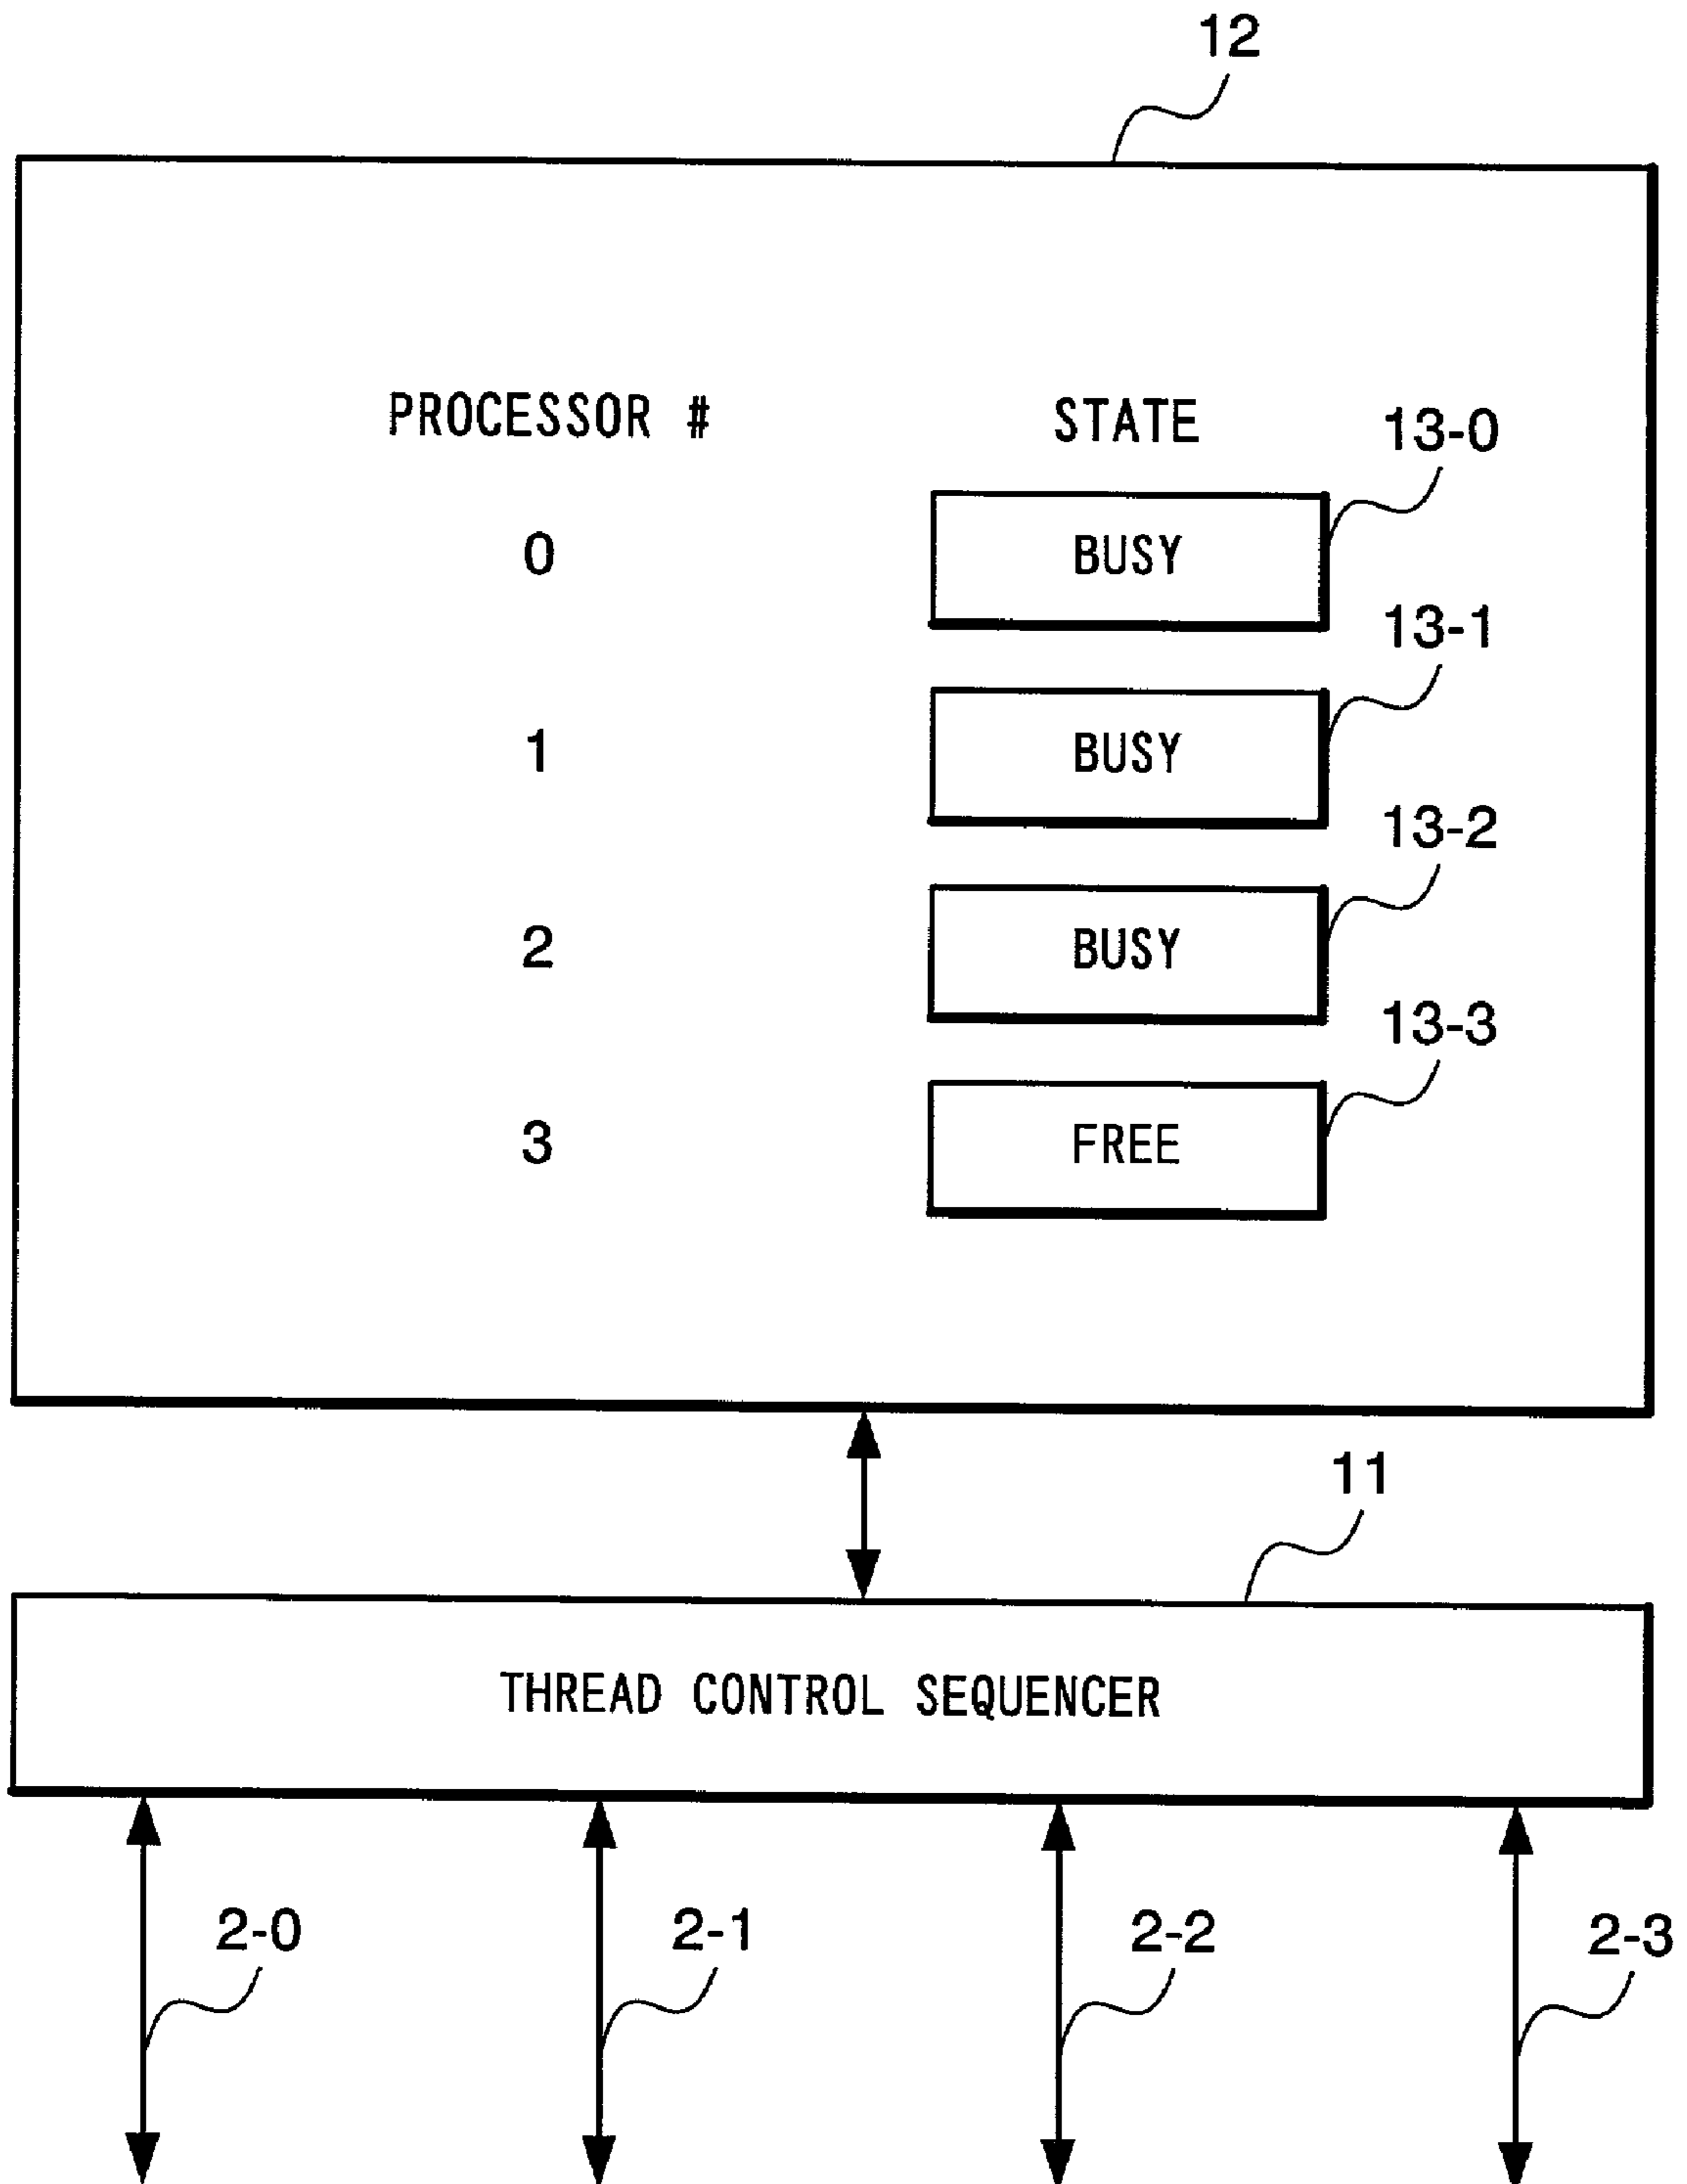 12
PROCESSOR # STATE
13-0
0 BUSY
13-1
1 BUSY
13-2
2 BUSY
13-3
3 FREE
11
THREAD CONTROL SEQUENCER
2-0 2-1 2-2 2-3